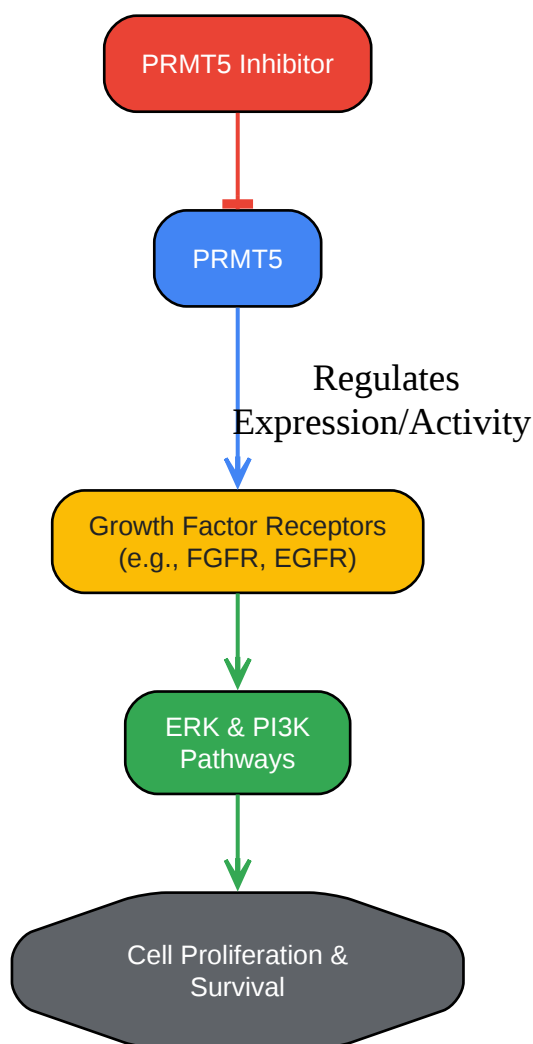 PRMT5 Inhibitor
PRMT5
Regulates
Expression/Activity
Growth Factor Receptors
(e.g., FGFR, EGFR)
ERK & PI3K
Pathways
Cell Proliferation &
Survival